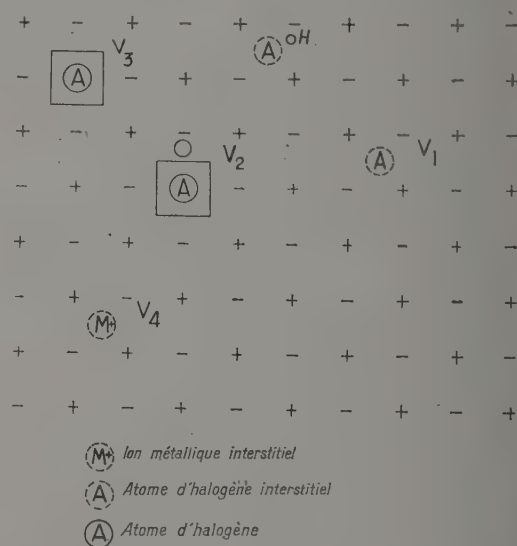 + - + - + - + - + -
V3 A oH
- A - + - + - + - +
+ - + - + - + - + -
V2 A V1
- + - A - + - + - +
+ - + - + - + - + -
- + - + - + - + - +
M+ V4
+ - + - + - + - + -
- + - + - + - + - +
M+ Ion métallique interstitiel
A Atome d'halogène interstitiel
A Atome d'halogène